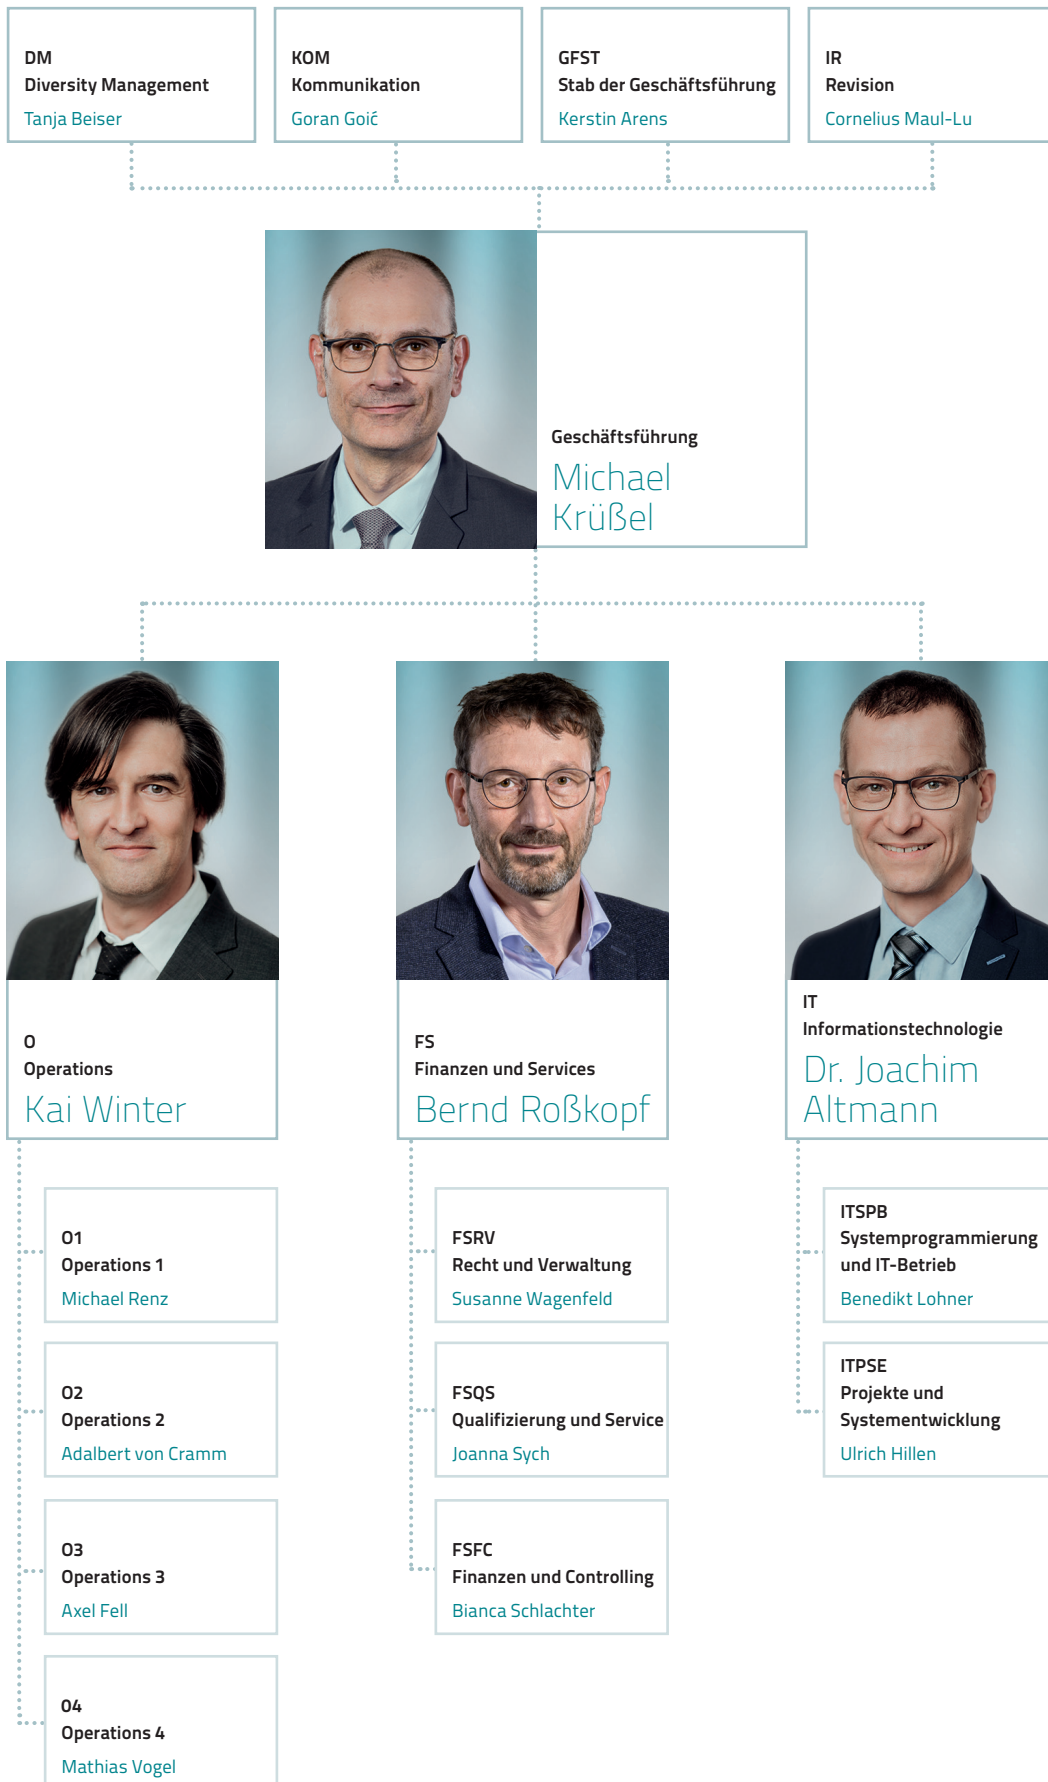 DM
Diversity Management
Tanja Beiser
KOM
Kommunikation
Goran Goić
GFST
Stab der Geschäftsführung
Kerstin Arens
IR
Revision
Cornelius Maul-Lu
Geschäftsführung
Michael
Krüßel
O
Operations
Kai Winter
FS
Finanzen und Services
Bernd Roßkopf
IT
Informationstechnologie
Dr. Joachim
Altmann
O1
Operations 1
Michael Renz
O2
Operations 2
Adalbert von Cramm
O3
Operations 3
Axel Fell
O4
Operations 4
Mathias Vogel
FSRV
Recht und Verwaltung
Susanne Wagenfeld
FSQS
Qualifizierung und Service
Joanna Sych
FSFC
Finanzen und Controlling
Bianca Schlachter
ITSPB
Systemprogrammierung
und IT-Betrieb
Benedikt Lohner
ITPSE
Projekte und
Systementwicklung
Ulrich Hillen